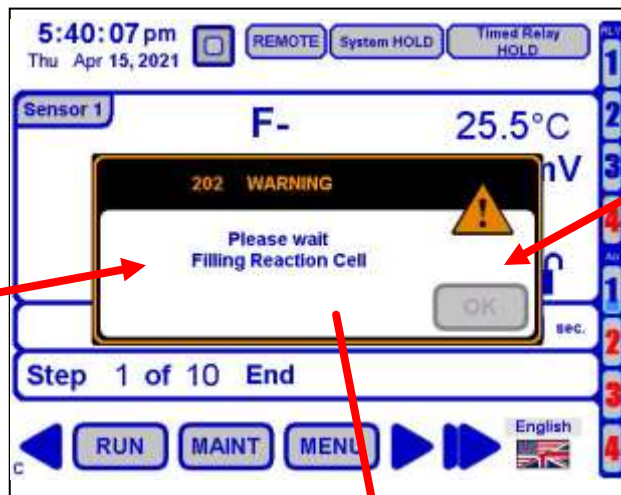 5:40:07 pm
Thu Apr 15, 2021
REMOTE
System HOLD
Timed Relay
HOLD
Sensor 1
F-
25.5°C
202 WARNING
Please wait
Filling Reaction Cell
OK
sec.
Step 1 of 10 End
RUN
MAINT
MENU
English
C
1
2
3
4
1
2
3
4